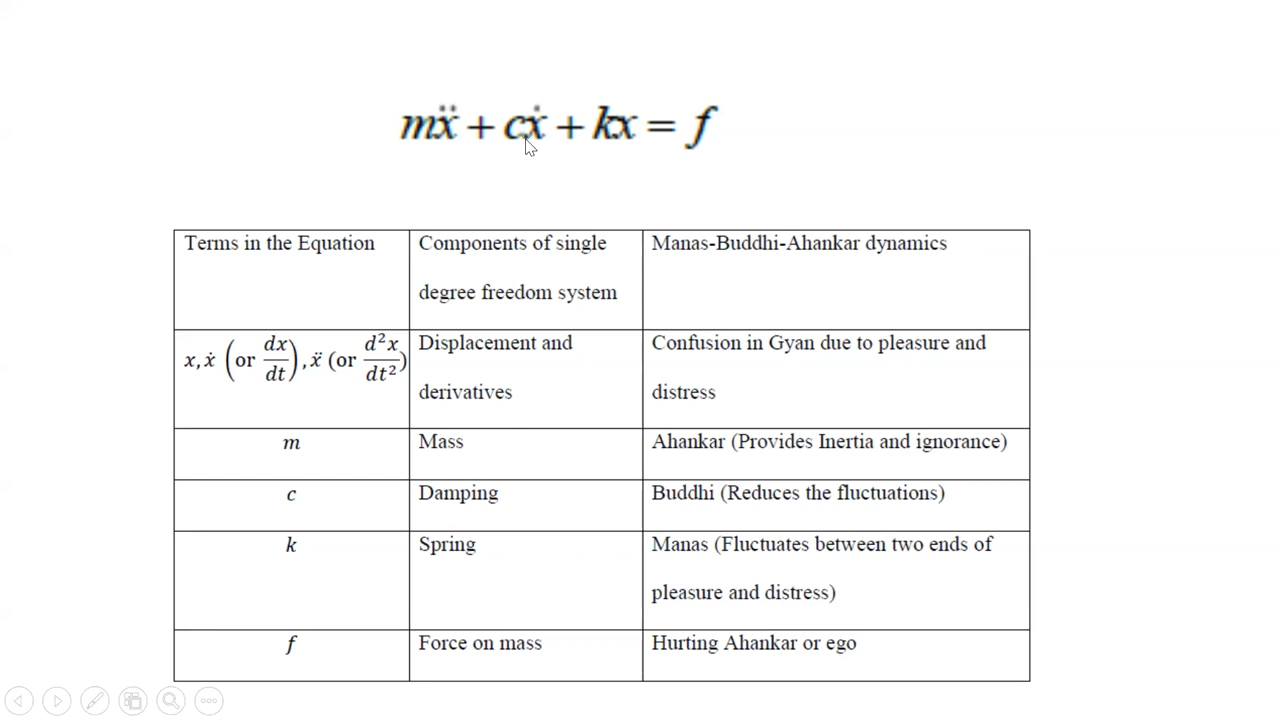 mẍ + cẋ + kx = f
Terms in the Equation
Components of single
degree freedom system
Manas-Buddhi-Ahankar dynamics
x, ẋ (or dx/dt), ẍ (or d²x/dt²)
Displacement and
derivatives
Confusion in Gyan due to pleasure and
distress
m
Mass
Ahankar (Provides Inertia and ignorance)
c
Damping
Buddhi (Reduces the fluctuations)
k
Spring
Manas (Fluctuates between two ends of
pleasure and distress)
f
Force on mass
Hurting Ahankar or ego